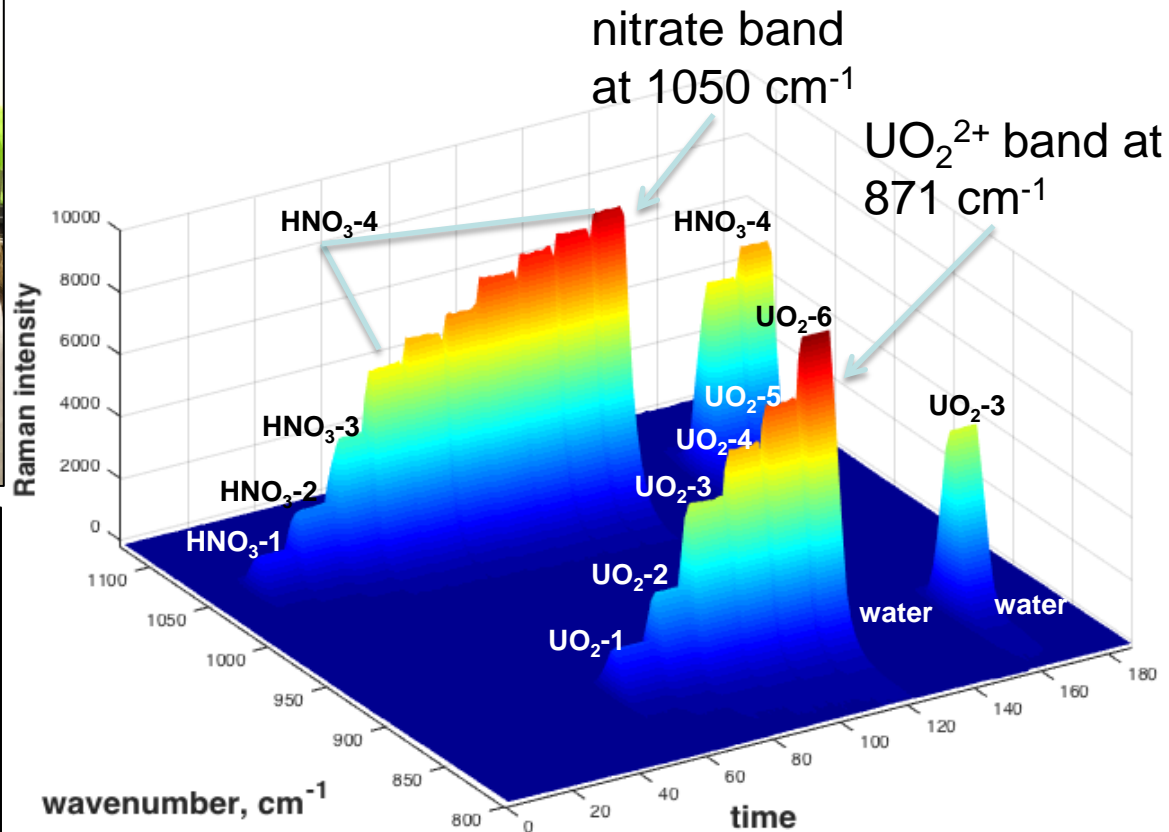 nitrate band
at 1050 cm⁻¹
UO₂²⁺ band at
871 cm⁻¹
HNO₃-4
HNO₃-4
UO₂-6
HNO₃-3
UO₂-5
UO₂-3
UO₂-4
HNO₃-2
UO₂-3
HNO₃-1
UO₂-2
water
water
UO₂-1
Raman intensity
10000
8000
6000
4000
2000
0
1100
1050
1000
950
900
850
800
wavenumber, cm⁻¹
0
20
40
60
80
100
120
140
160
180
time